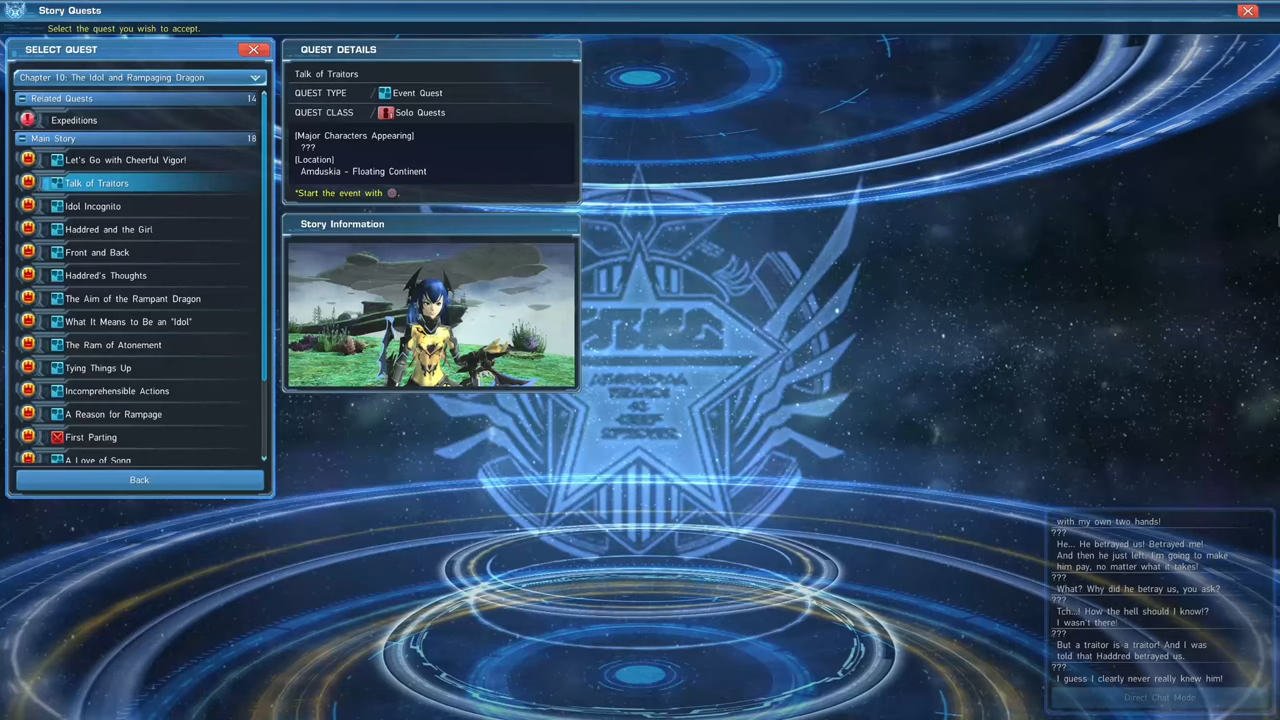 Story Quests
Select the quest you wish to accept.
SELECT QUEST
Chapter 10: The Idol and Rampaging Dragon
Related Quests 14
Expeditions
Main Story 18
Let's Go with Cheerful Vigor!
Talk of Traitors
Idol Incognito
Haddred and the Girl
Front and Back
Haddred's Thoughts
The Aim of the Rampant Dragon
What It Means to Be an "Idol"
The Ram of Atonement
Tying Things Up
Incomprehensible Actions
A Reason for Rampage
First Parting
A Love of Song
Back
QUEST DETAILS
Talk of Traitors
QUEST TYPE / Event Quest
QUEST CLASS / Solo Quests
[Major Characters Appearing]
???
[Location]
Amduskia - Floating Continent
*Start the event with .
Story Information
with my own two hands!
???
He... He betrayed us! Betrayed me!
And then he just left. I'm going to make
him pay, no matter what it takes!
???
What? Why did he betray us, you ask?
???
Tch...! How the hell should I know!?
I wasn't there!
???
But a traitor is a traitor! And I was
told that Haddred betrayed us.
???
I guess I clearly never really knew him!
Direct Chat Mode